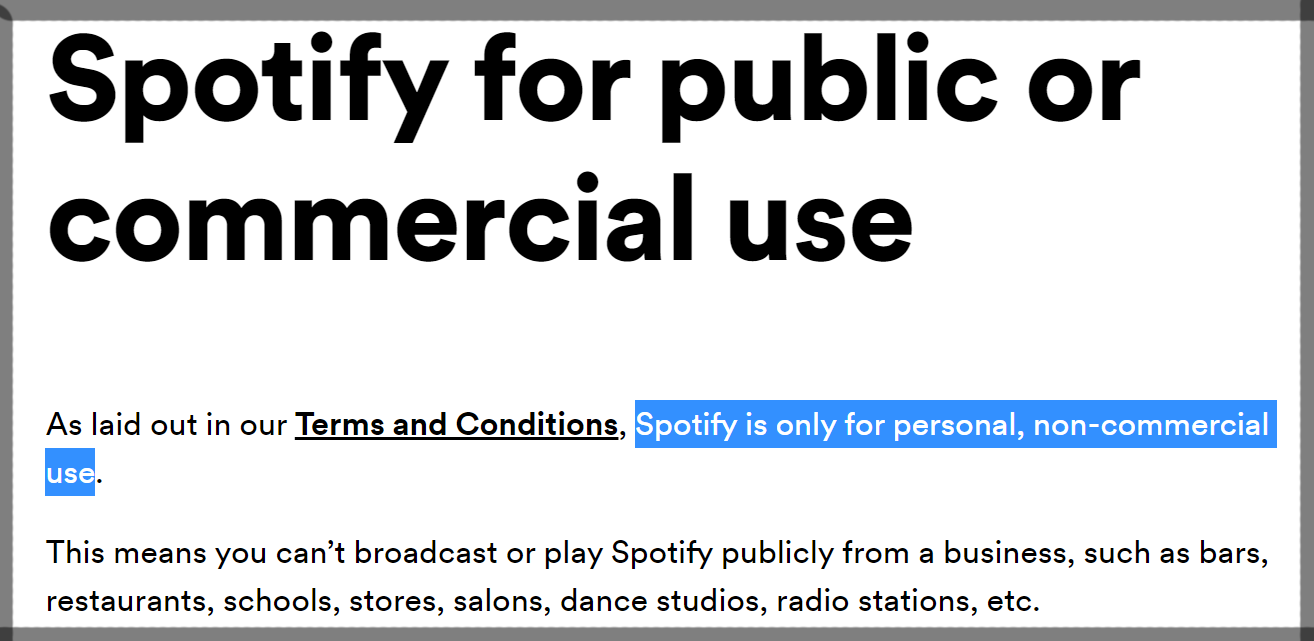 Spotify for public or
commercial use
As laid out in our Terms and Conditions, Spotify is only for personal, non-commercial
use.
This means you can’t broadcast or play Spotify publicly from a business, such as bars,
restaurants, schools, stores, salons, dance studios, radio stations, etc.